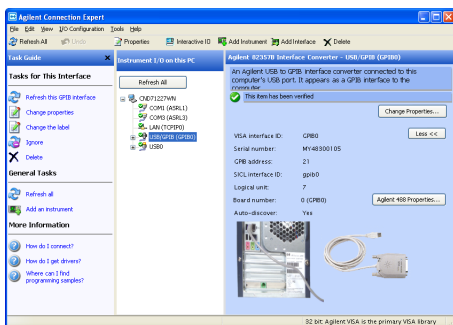 Agilent Connection Expert
File Edit View I/O Configuration Tools Help
Refresh All Undo Properties Interactive IO Add Instrument Add Interface Delete
Task Guide
Tasks for This Interface
Refresh this GPIB interface
Change properties
Change the label
Ignore
Delete
General Tasks
Refresh all
Add an instrument
More Information
How do I connect?
How do I get drivers?
Where can I find
programming samples?
Instrument I/O on this PC
Refresh All
CND71227WN
COM1 (ASRL1)
COM3 (ASRL3)
LAN (TCPIP0)
USB/GPIB (GPIB0)
USB0
Agilent 82357B Interface Converter - USB/GPIB (GPIB0)
An Agilent USB to GPIB interface converter connected to this
computer's USB port. It appears as a GPIB interface to the
computer.
This item has been verified
Change Properties...
Less <<
VISA interface ID: GPIB0
Serial number: MY48300105
GPIB address: 21
SICL interface ID: gpib0
Logical unit: 7
Board number: 0 (GPIB0)
Agilent 488 Properties...
Auto-discover: Yes
32 bit Agilent VISA is the primary VISA library